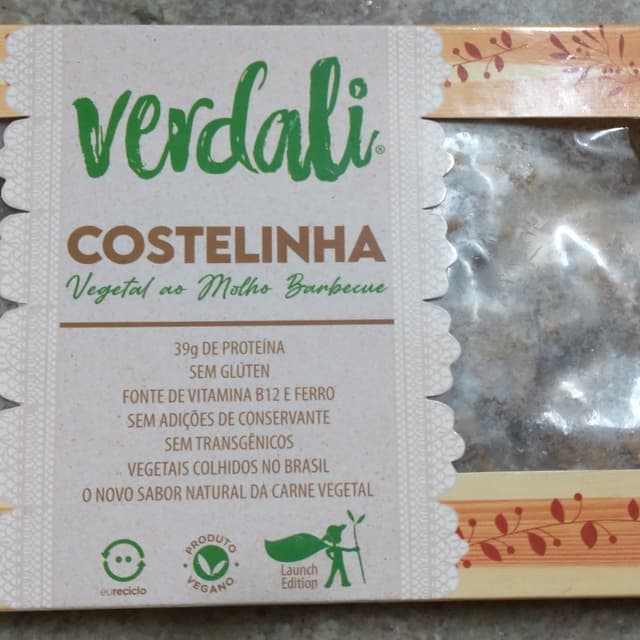 verdali®
COSTELINHA
Vegetal ao Molho Barbecue
39g DE PROTEÍNA
SEM GLÚTEN
FONTE DE VITAMINA B12 E FERRO
SEM ADIÇÕES DE CONSERVANTE
SEM TRANSGÊNICOS
VEGETAIS COLHIDOS NO BRASIL
O NOVO SABOR NATURAL DA CARNE VEGETAL
eureciclo
PRODUTO
VEGANO
Launch
Edition